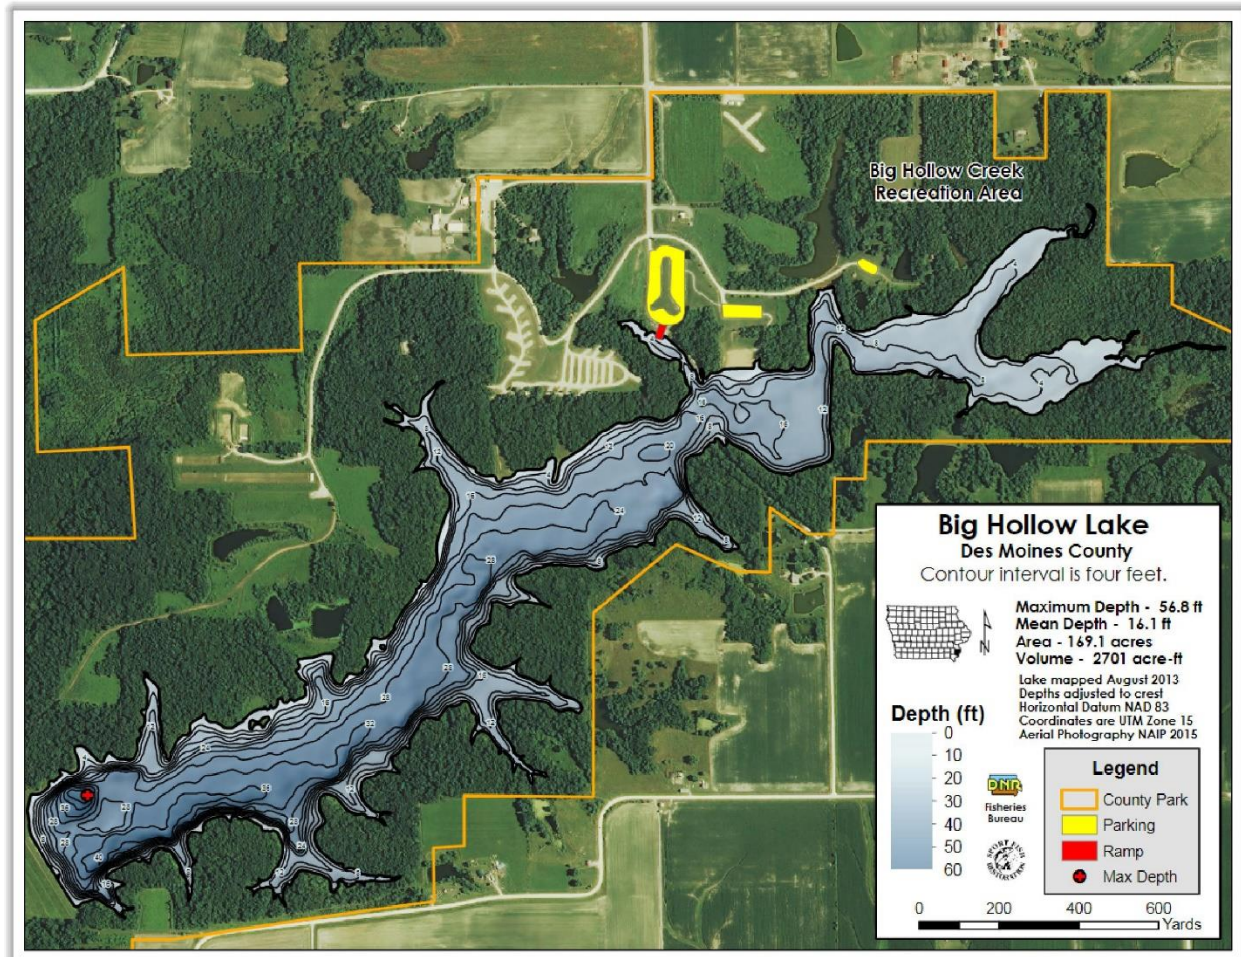 Big Hollow Creek
Recreation Area
Big Hollow Lake
Des Moines County
Contour interval is four feet.
N
Maximum Depth - 56.8 ft
Mean Depth - 16.1 ft
Area - 169.1 acres
Volume - 2701 acre-ft
Lake mapped August 2013
Depths adjusted to crest
Horizontal Datum NAD 83
Coordinates are UTM Zone 15
Aerial Photography NAIP 2015
Depth (ft)
0
10
20
30
40
50
60
DNR
Fisheries
Bureau
SPORT FISH
RESTORATION
Legend
County Park
Parking
Ramp
Max Depth
0 200 400 600
Yards